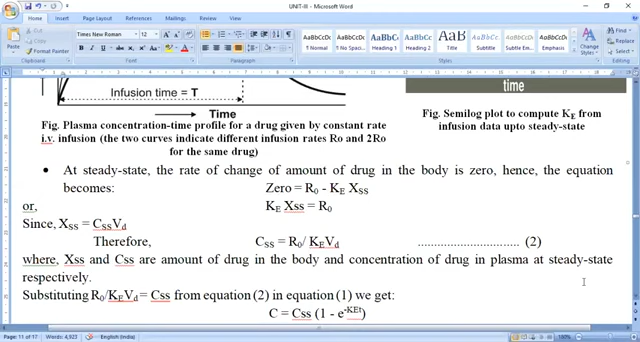 UNIT-III - Microsoft Word
Home Insert Page Layout References Mailings Review View
Paste Cut Copy Format Painter Times New Roman 12 Find Replace Select Change Styles
AaBbCcDc AaBbCcDc AaBbC AaBbCc AaB AaBbCc. AaBbCcDc AaBbCcDc
¶ Normal ¶ No Spaci... Heading 1 Heading 2 Title Subtitle Subtle Em... Emphasis
Clipboard Font Paragraph Styles Editing
Infusion time = T
Time
time
Fig. Plasma concentration-time profile for a drug given by constant rate
i.v. infusion (the two curves indicate different infusion rates Ro and 2Ro
for the same drug)
Fig. Semilog plot to compute KE from
infusion data upto steady-state
• At steady-state, the rate of change of amount of drug in the body is zero, hence, the equation
becomes: Zero = R0 - KE XSS
or, KE Xss = R0
Since, XSS = CSSVd
Therefore, CSS = R0/ KEVd .............................. (2)
where, Xss and Css are amount of drug in the body and concentration of drug in plasma at steady-state
respectively.
Substituting R0/KEVd = Css from equation (2) in equation (1) we get:
C = Css (1 - e-KEt)
Page: 11 of 17 Words: 4,923 English (India) 180%